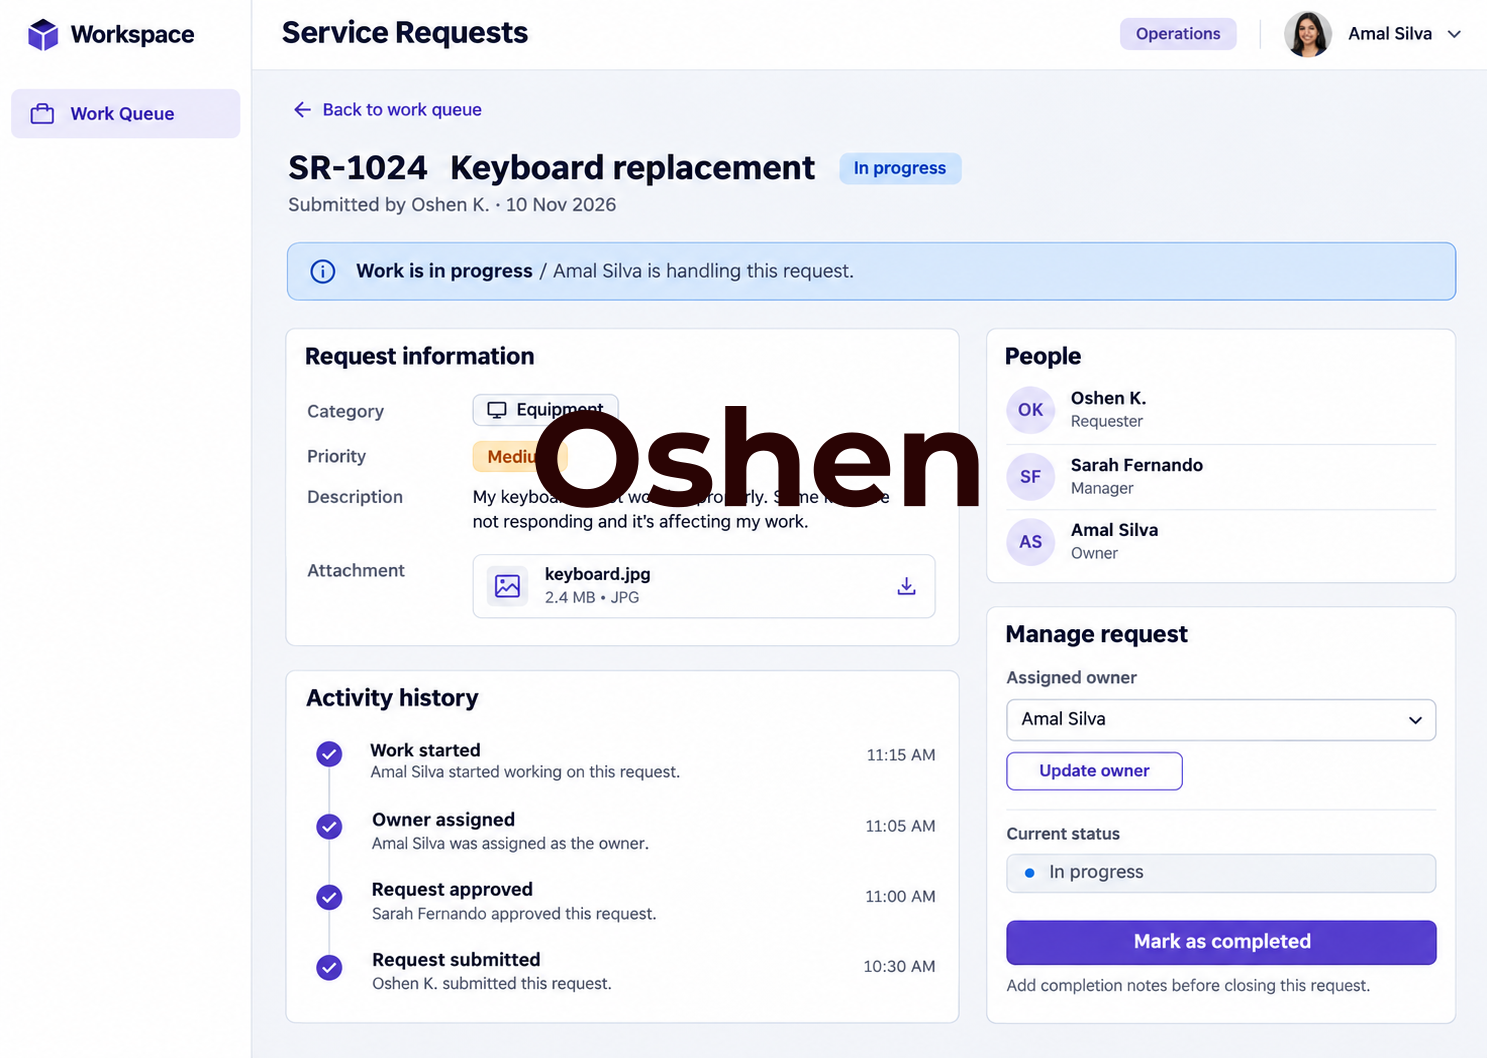 Workspace
Work Queue
Service Requests
Operations
Amal Silva
Back to work queue
SR-1024 Keyboard replacement
In progress
Submitted by Oshen K. · 10 Nov 2026
Work is in progress / Amal Silva is handling this request.
Request information
Category
Equipment
Priority
Description
My
not responding and it's affecting my work.
Attachment
keyboard.jpg
2.4 MB • JPG
Oshen
Activity history
Work started
Amal Silva started working on this request.
11:15 AM
Owner assigned
Amal Silva was assigned as the owner.
11:05 AM
Request approved
Sarah Fernando approved this request.
11:00 AM
Request submitted
Oshen K. submitted this request.
10:30 AM
People
OK
Oshen K.
Requester
SF
Sarah Fernando
Manager
AS
Amal Silva
Owner
Manage request
Assigned owner
Amal Silva
Update owner
Current status
In progress
Mark as completed
Add completion notes before closing this request.